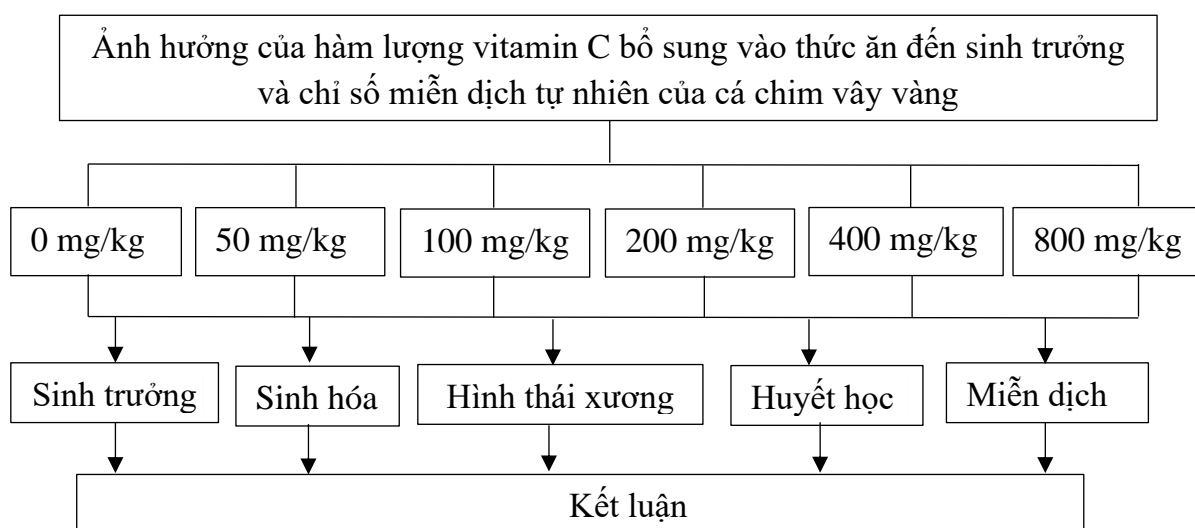 Ảnh hưởng của hàm lượng vitamin C bổ sung vào thức ăn đến sinh trưởng
và chỉ số miễn dịch tự nhiên của cá chim vây vàng
0 mg/kg
50 mg/kg
100 mg/kg
200 mg/kg
400 mg/kg
800 mg/kg
Sinh trưởng
Sinh hóa
Hình thái xương
Huyết học
Miễn dịch
Kết luận